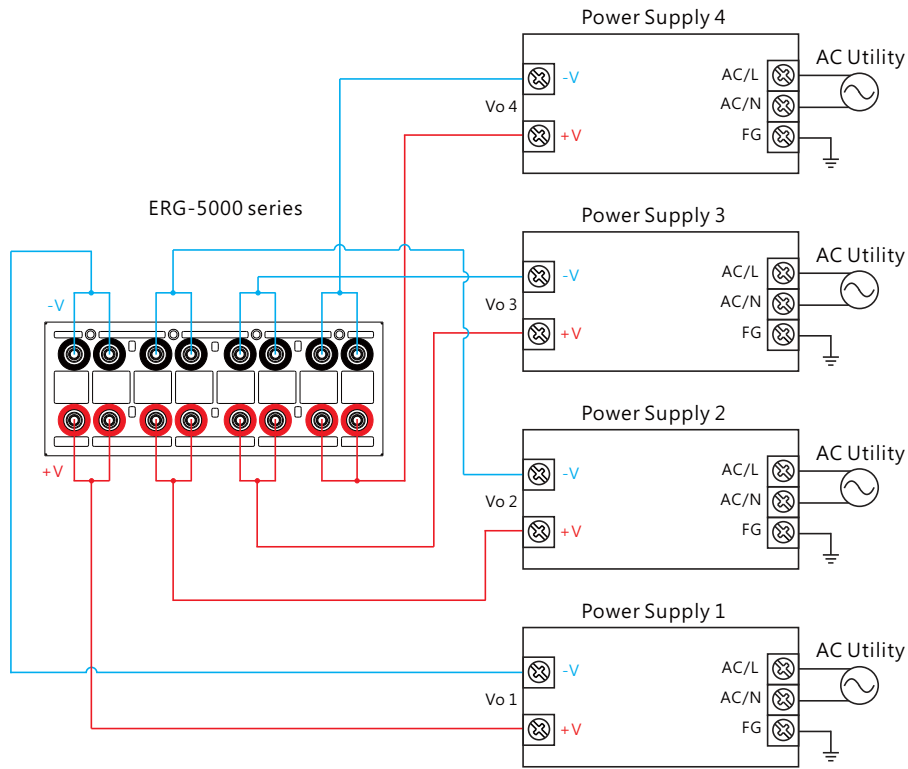 Power Supply 4
AC Utility
-V
AC/L
Vo 4
AC/N
+V
FG
ERG-5000 series
Power Supply 3
AC Utility
-V
AC/L
-V
Vo 3
AC/N
+V
FG
Power Supply 2
AC Utility
+V
-V
AC/L
Vo 2
AC/N
+V
FG
Power Supply 1
AC Utility
-V
AC/L
Vo 1
AC/N
+V
FG